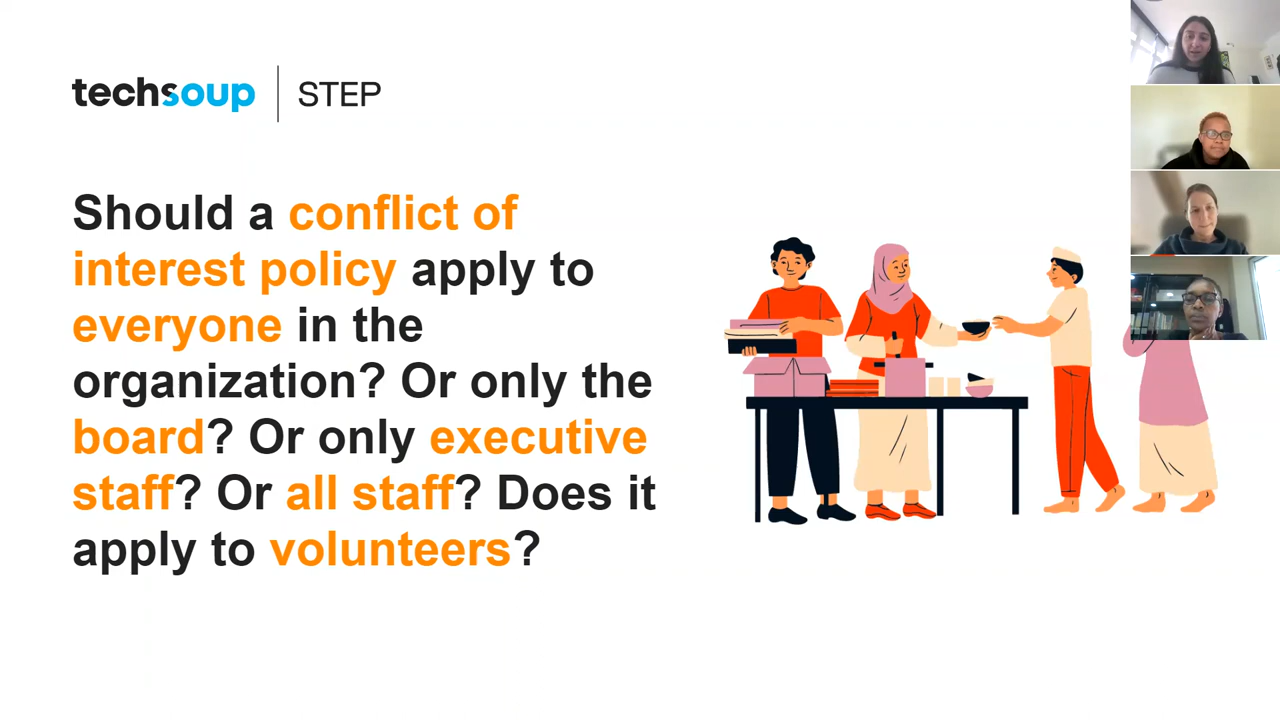 techsoup | STEP
Should a conflict of
interest policy apply to
everyone in the
organization? Or only the
board? Or only executive
staff? Or all staff? Does it
apply to volunteers?